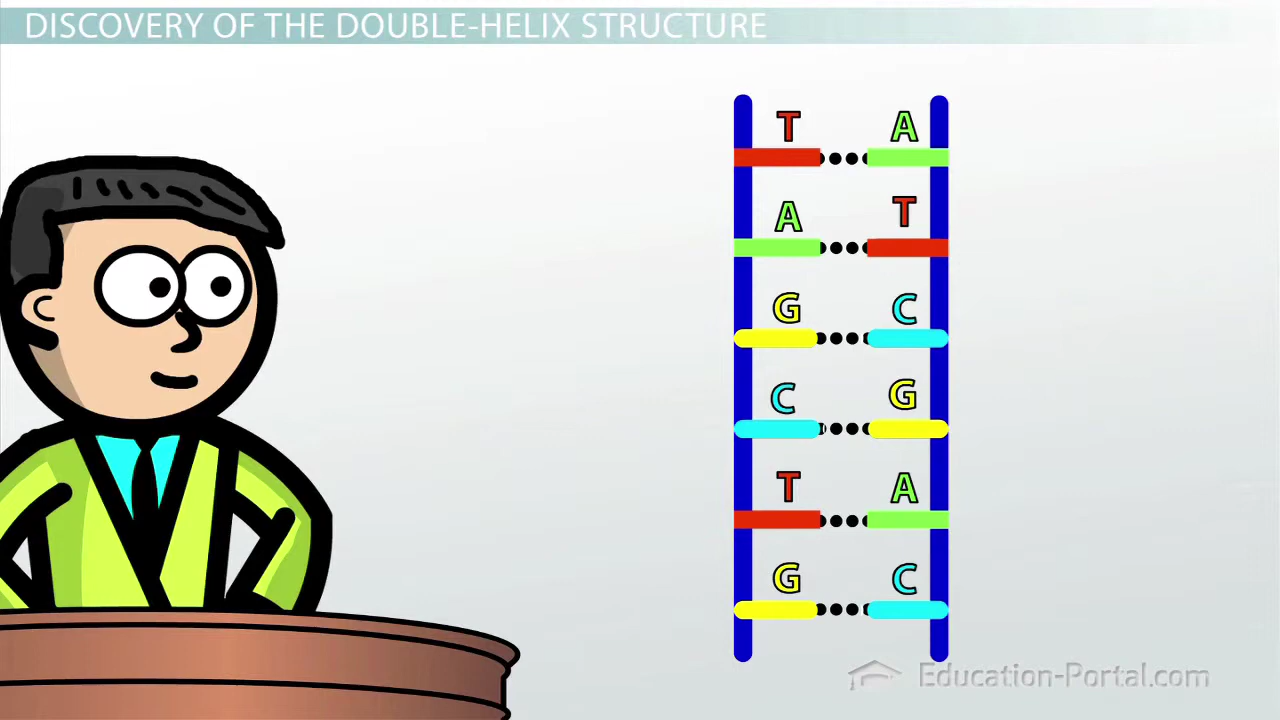 DISCOVERY OF THE DOUBLE-HELIX STRUCTURE
T A
A T
G C
C G
T A
G C
Education-Portal.com